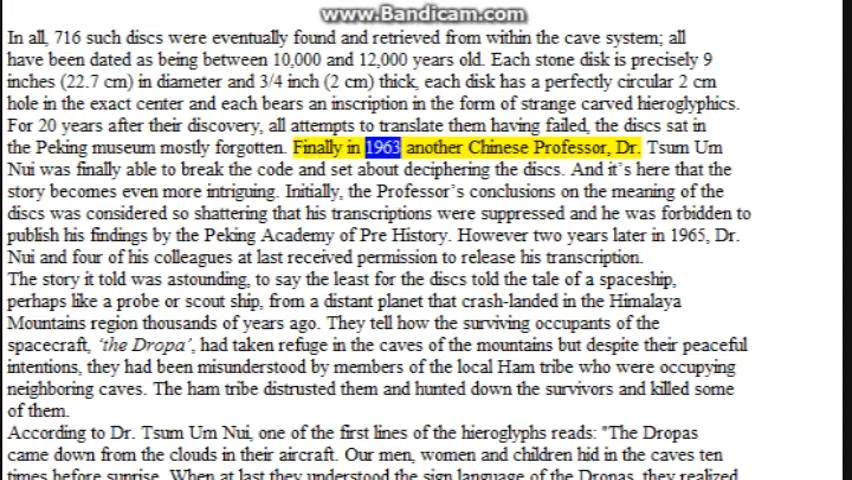 www.Bandicam.com
In all, 716 such discs were eventually found and retrieved from within the cave system; all
have been dated as being between 10,000 and 12,000 years old. Each stone disk is precisely 9
inches (22.7 cm) in diameter and 3/4 inch (2 cm) thick, each disk has a perfectly circular 2 cm
hole in the exact center and each bears an inscription in the form of strange carved hieroglyphics.
For 20 years after their discovery, all attempts to translate them having failed, the discs sat in
the Peking museum mostly forgotten. Finally in 1963 another Chinese Professor, Dr. Tsum Um
Nui was finally able to break the code and set about deciphering the discs. And it's here that the
story becomes even more intriguing. Initially, the Professor's conclusions on the meaning of the
discs was considered so shattering that his transcriptions were suppressed and he was forbidden to
publish his findings by the Peking Academy of Pre History. However two years later in 1965, Dr.
Nui and four of his colleagues at last received permission to release his transcription.
The story it told was astounding, to say the least for the discs told the tale of a spaceship,
perhaps like a probe or scout ship, from a distant planet that crash-landed in the Himalaya
Mountains region thousands of years ago. They tell how the surviving occupants of the
spacecraft, 'the Dropa', had taken refuge in the caves of the mountains but despite their peaceful
intentions, they had been misunderstood by members of the local Ham tribe who were occupying
neighboring caves. The ham tribe distrusted them and hunted down the survivors and killed some
of them.
According to Dr. Tsum Um Nui, one of the first lines of the hieroglyphs reads: "The Dropas
came down from the clouds in their aircraft. Our men, women and children hid in the caves ten
times before sunrise. When at last they understood the sign language of the Dropas, they realized